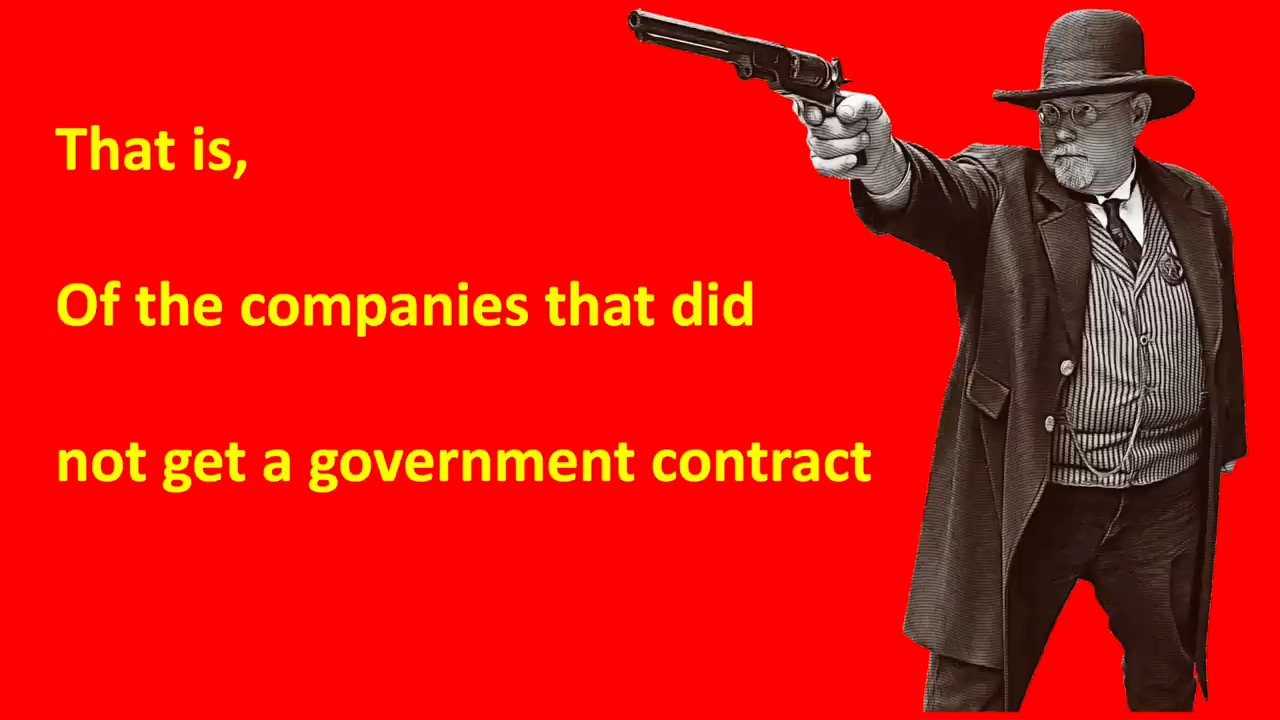 That is,
Of the companies that did
not get a government contract